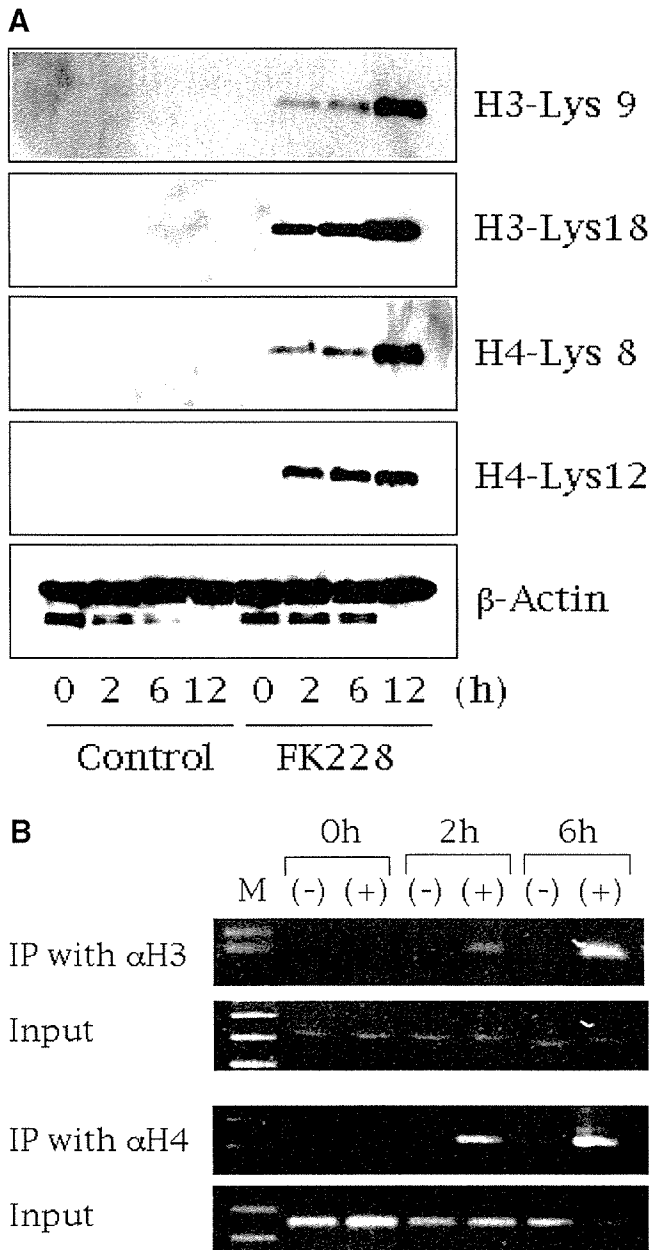 A
H3-Lys 9
H3-Lys18
H4-Lys 8
H4-Lys12
β-Actin
0 2 6 12 0 2 6 12 (h)
Control FK228
B
0h 2h 6h
M (-) (+) (-) (+) (-) (+)
IP with αH3
Input
IP with αH4
Input